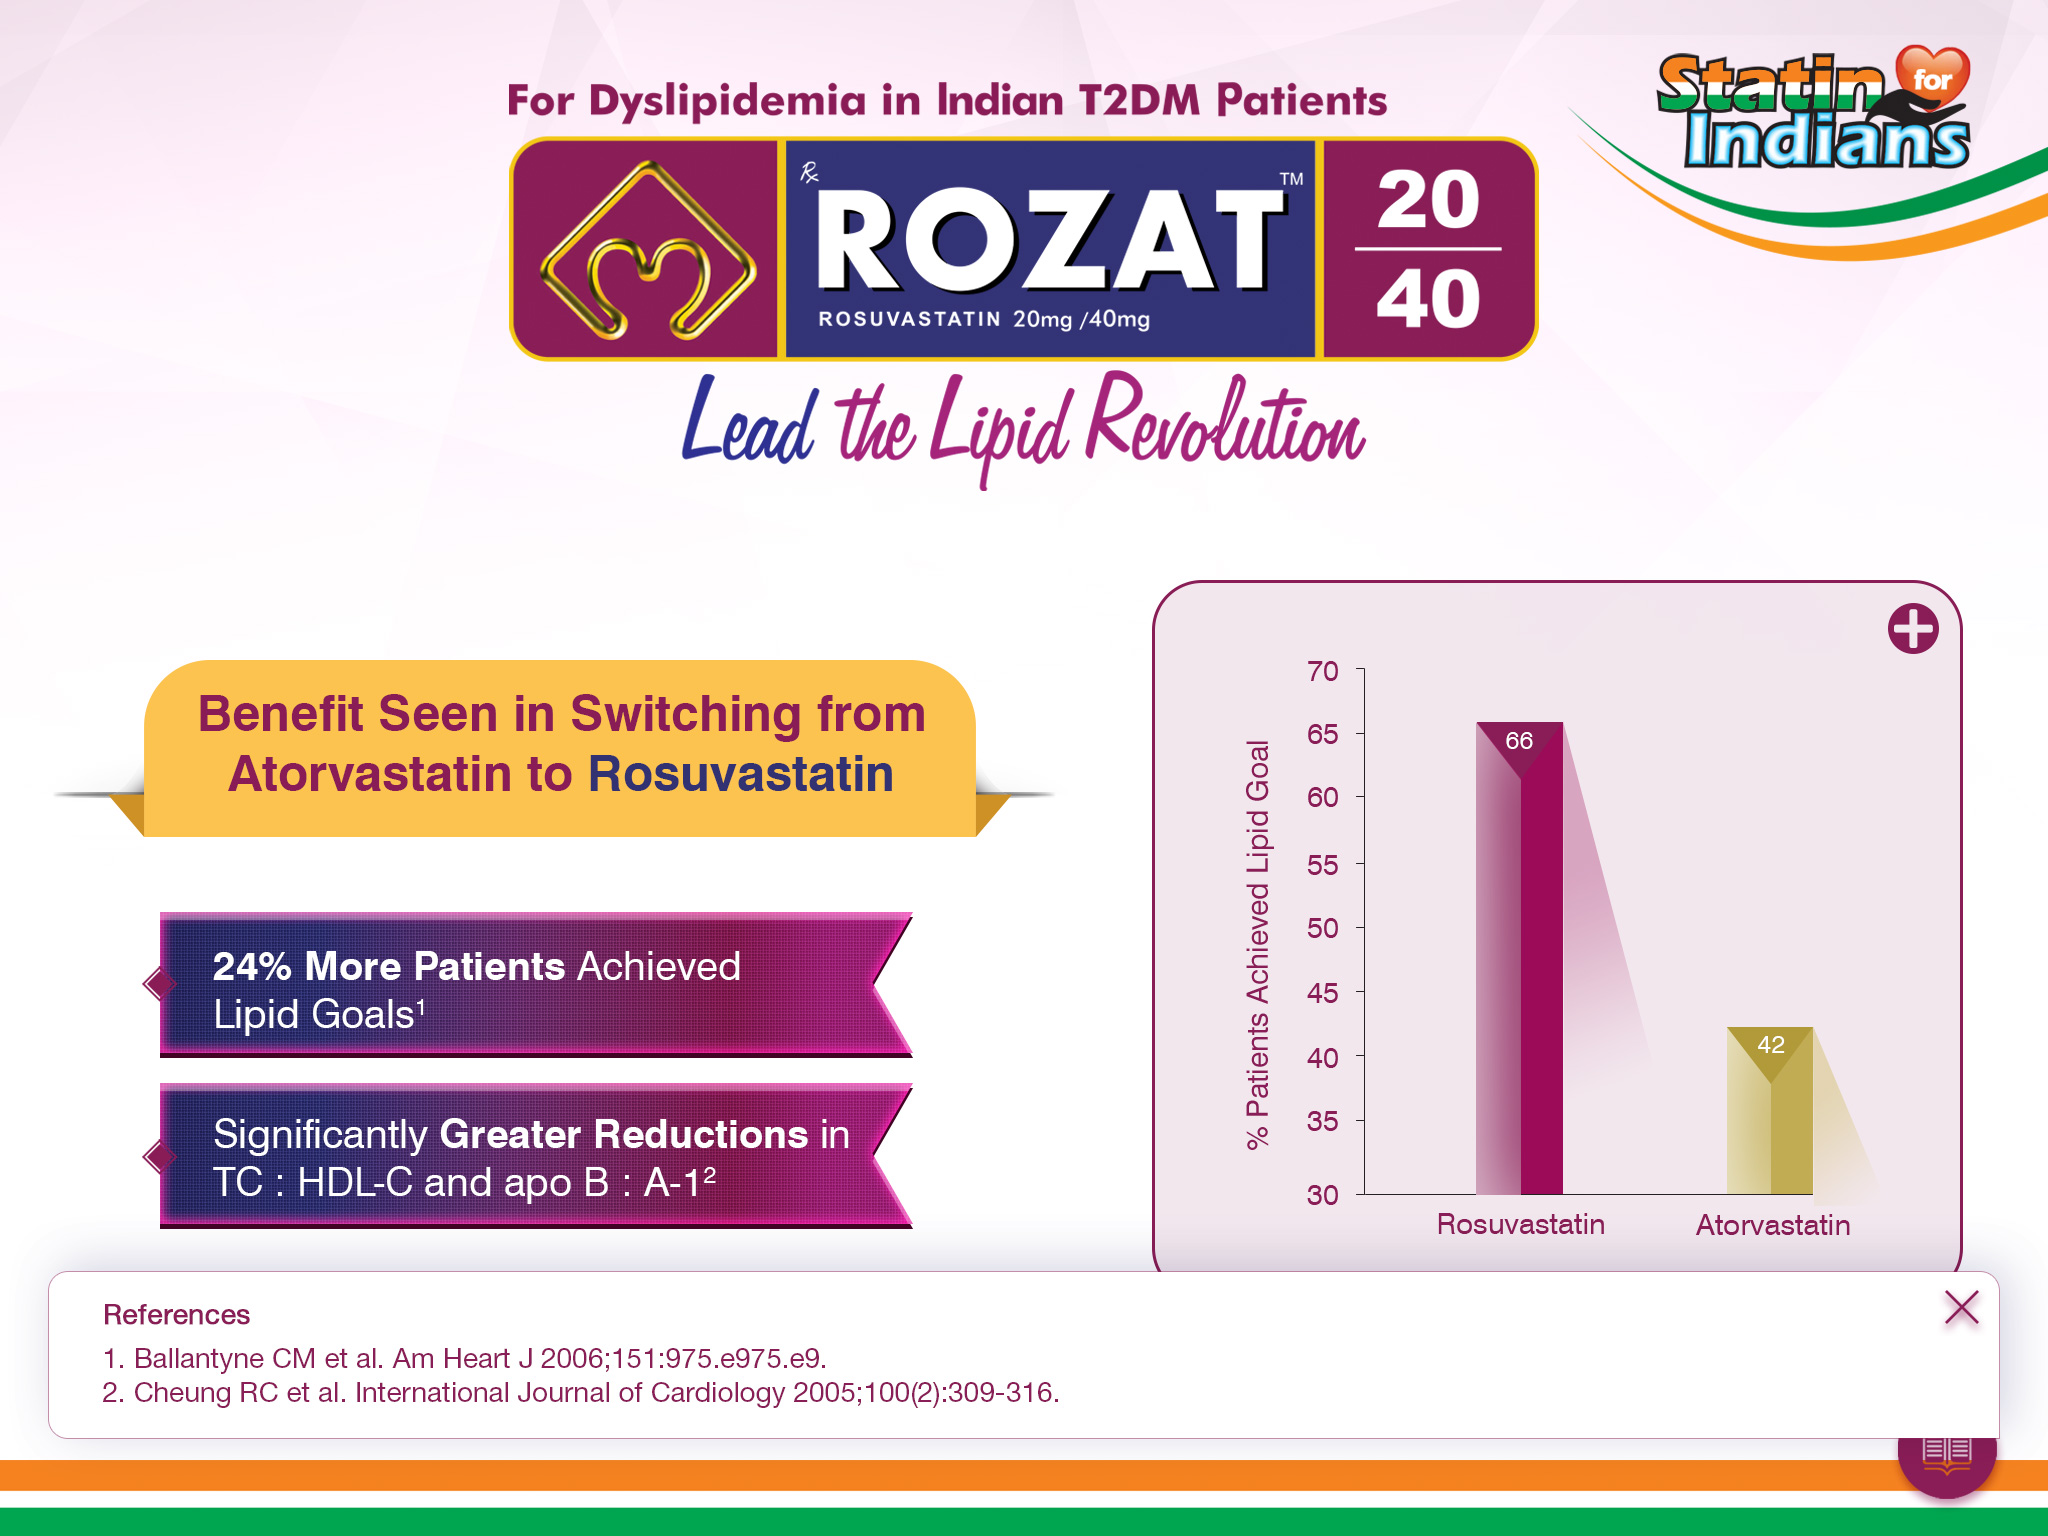 For Dyslipidemia in Indian T2DM Patients
Statin for
Indians
Rx
ROZAT™
ROSUVASTATIN 20mg /40mg
20
40
Lead the Lipid Revolution
Benefit Seen in Switching from
Atorvastatin to Rosuvastatin
24% More Patients Achieved
Lipid Goals¹
Significantly Greater Reductions in
TC : HDL-C and apo B : A-1²
% Patients Achieved Lipid Goal
70
65
60
55
50
45
40
35
30
66
42
Rosuvastatin
Atorvastatin
References
1. Ballantyne CM et al. Am Heart J 2006;151:975.e975.e9.
2. Cheung RC et al. International Journal of Cardiology 2005;100(2):309-316.